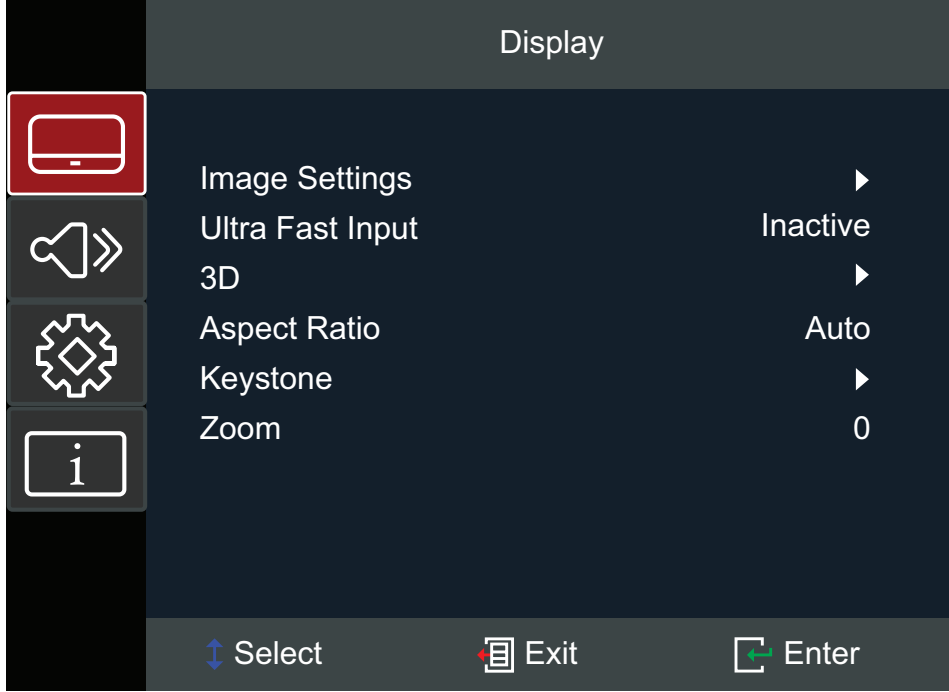 Display
Image Settings
Ultra Fast Input Inactive
3D
Aspect Ratio Auto
Keystone
Zoom 0
i
Select Exit Enter